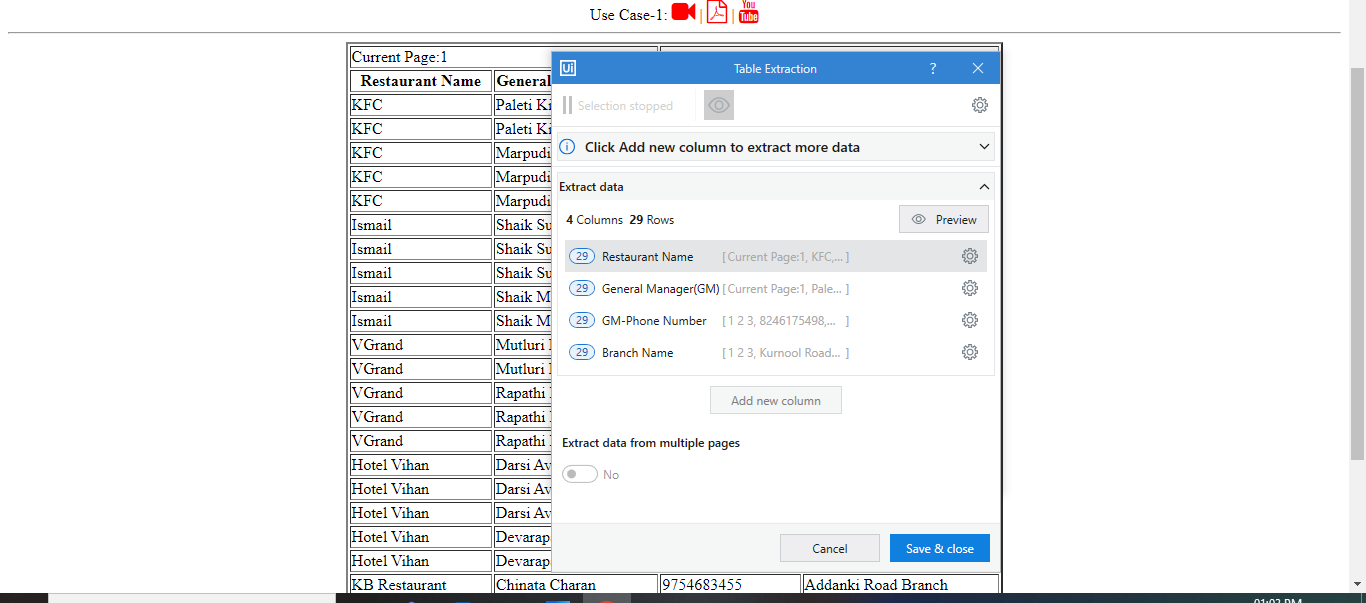 Use Case-1: | | You Tube
Current Page:1
Restaurant Name General
KFC Paleti Ki
KFC Paleti Ki
KFC Marpudi
KFC Marpudi
KFC Marpudi
Ismail Shaik Su
Ismail Shaik Su
Ismail Shaik Su
Ismail Shaik M
Ismail Shaik M
VGrand Mutluri
VGrand Mutluri
VGrand Rapathi
VGrand Rapathi
VGrand Rapathi
Hotel Vihan Darsi Av
Hotel Vihan Darsi Av
Hotel Vihan Darsi Av
Hotel Vihan Devarap
Hotel Vihan Devarap
KB Restaurant Chinata Charan 9754683455 Addanki Road Branch
Ui Table Extraction ?
Selection stopped
Click Add new column to extract more data
Extract data
4 Columns 29 Rows Preview
29 Restaurant Name [ Current Page:1, KFC,... ]
29 General Manager(GM) [ Current Page:1, Pale... ]
29 GM-Phone Number [ 1 2 3, 8246175498,... ]
29 Branch Name [ 1 2 3, Kurnool Road... ]
Add new column
Extract data from multiple pages
No
Cancel Save & close
01:02 PM